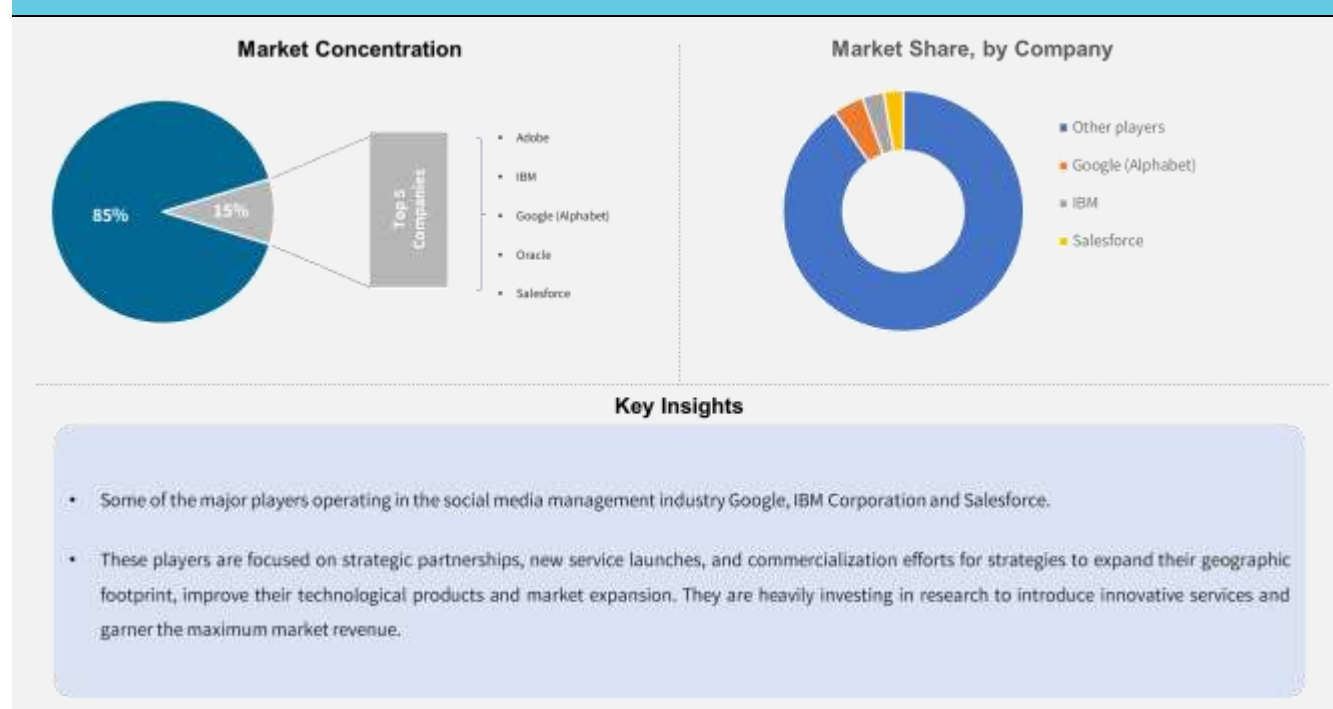 Market Concentration
85%
15%
Top 5
Companies
Adobe
IBM
Google (Alphabet)
Oracle
Salesforce
Market Share, by Company
Other players
Google (Alphabet)
IBM
Salesforce
Key Insights
• Some of the major players operating in the social media management industry Google, IBM Corporation and Salesforce.
• These players are focused on strategic partnerships, new service launches, and commercialization efforts for strategies to expand their geographic
footprint, improve their technological products and market expansion. They are heavily investing in research to introduce innovative services and
garner the maximum market revenue.